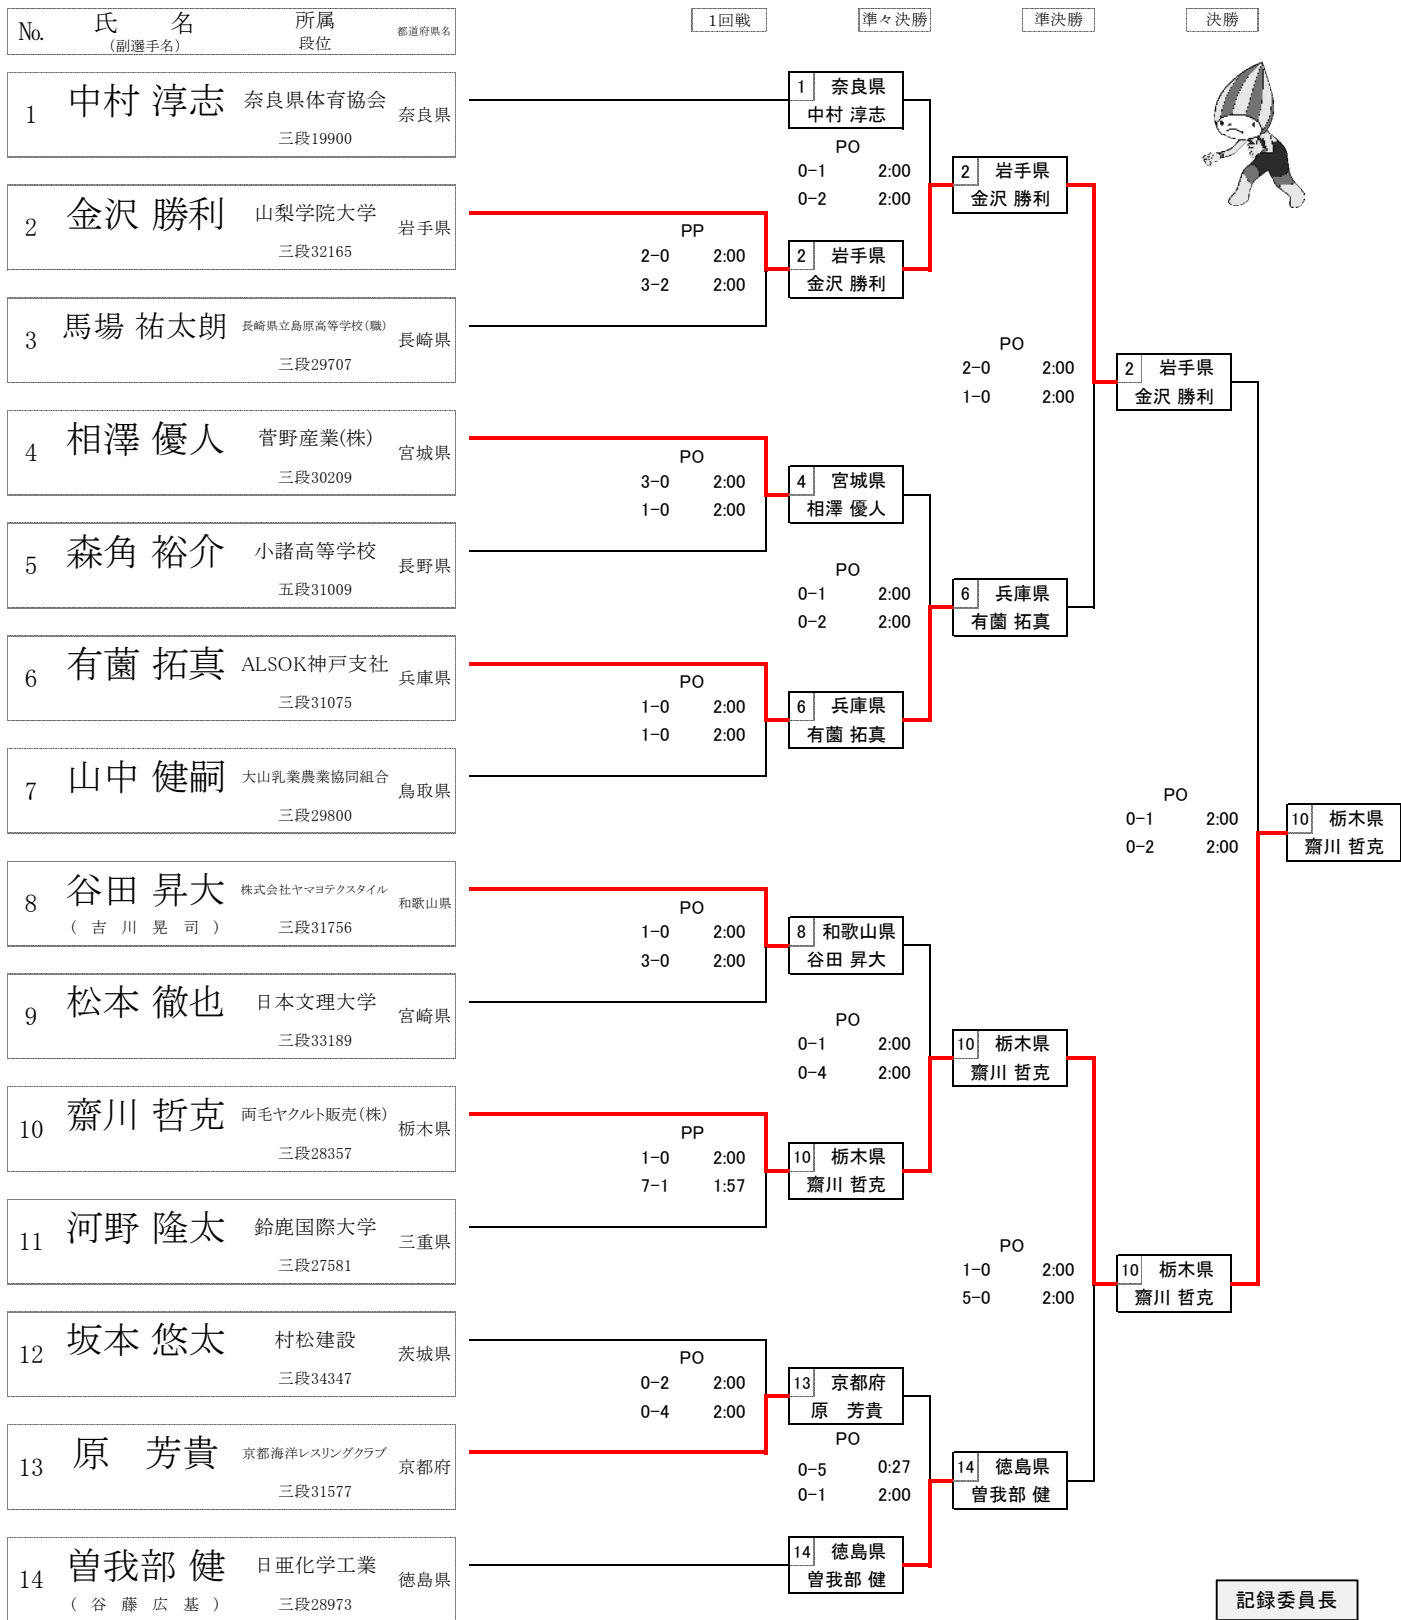 No.
氏　名
(副選手名)
所属
段位
都道府県名
1回戦
準々決勝
準決勝
決勝
1
中村 淳志
奈良県体育協会
三段19900
奈良県
2
金沢 勝利
山梨学院大学
三段32165
岩手県
3
馬場 祐太朗
長崎県立島原高等学校(職)
三段29707
長崎県
4
相澤 優人
菅野産業(株)
三段30209
宮城県
5
森角 裕介
小諸高等学校
五段31009
長野県
6
有薗 拓真
ALSOK神戸支社
三段31075
兵庫県
7
山中 健嗣
大山乳業農業協同組合
三段29800
鳥取県
8
谷田 昇大
( 吉 川 晃 司 )
株式会社ヤマヨテクスタイル
三段31756
和歌山県
9
松本 徹也
日本文理大学
三段33189
宮崎県
10
齋川 哲克
両毛ヤクルト販売(株)
三段28357
栃木県
11
河野 隆太
鈴鹿国際大学
三段27581
三重県
12
坂本 悠太
村松建設
三段34347
茨城県
13
原　芳貴
京都海洋レスリングクラブ
三段31577
京都府
14
曽我部 健
( 谷 藤 広 基 )
日亜化学工業
三段28973
徳島県
PP
2-0 2:00
3-2 2:00
PO
3-0 2:00
1-0 2:00
PO
1-0 2:00
1-0 2:00
PO
1-0 2:00
3-0 2:00
PP
1-0 2:00
7-1 1:57
PO
0-2 2:00
0-4 2:00
1 奈良県
中村 淳志
PO
0-1 2:00
0-2 2:00
2 岩手県
金沢 勝利
4 宮城県
相澤 優人
PO
0-1 2:00
0-2 2:00
6 兵庫県
有薗 拓真
8 和歌山県
谷田 昇大
PO
0-1 2:00
0-4 2:00
10 栃木県
齋川 哲克
13 京都府
原　芳貴
PO
0-5 0:27
0-1 2:00
14 徳島県
曽我部 健
2 岩手県
金沢 勝利
PO
2-0 2:00
1-0 2:00
6 兵庫県
有薗 拓真
10 栃木県
齋川 哲克
PO
1-0 2:00
5-0 2:00
14 徳島県
曽我部 健
2 岩手県
金沢 勝利
PO
0-1 2:00
0-2 2:00
10 栃木県
齋川 哲克
10 栃木県
齋川 哲克
記録委員長